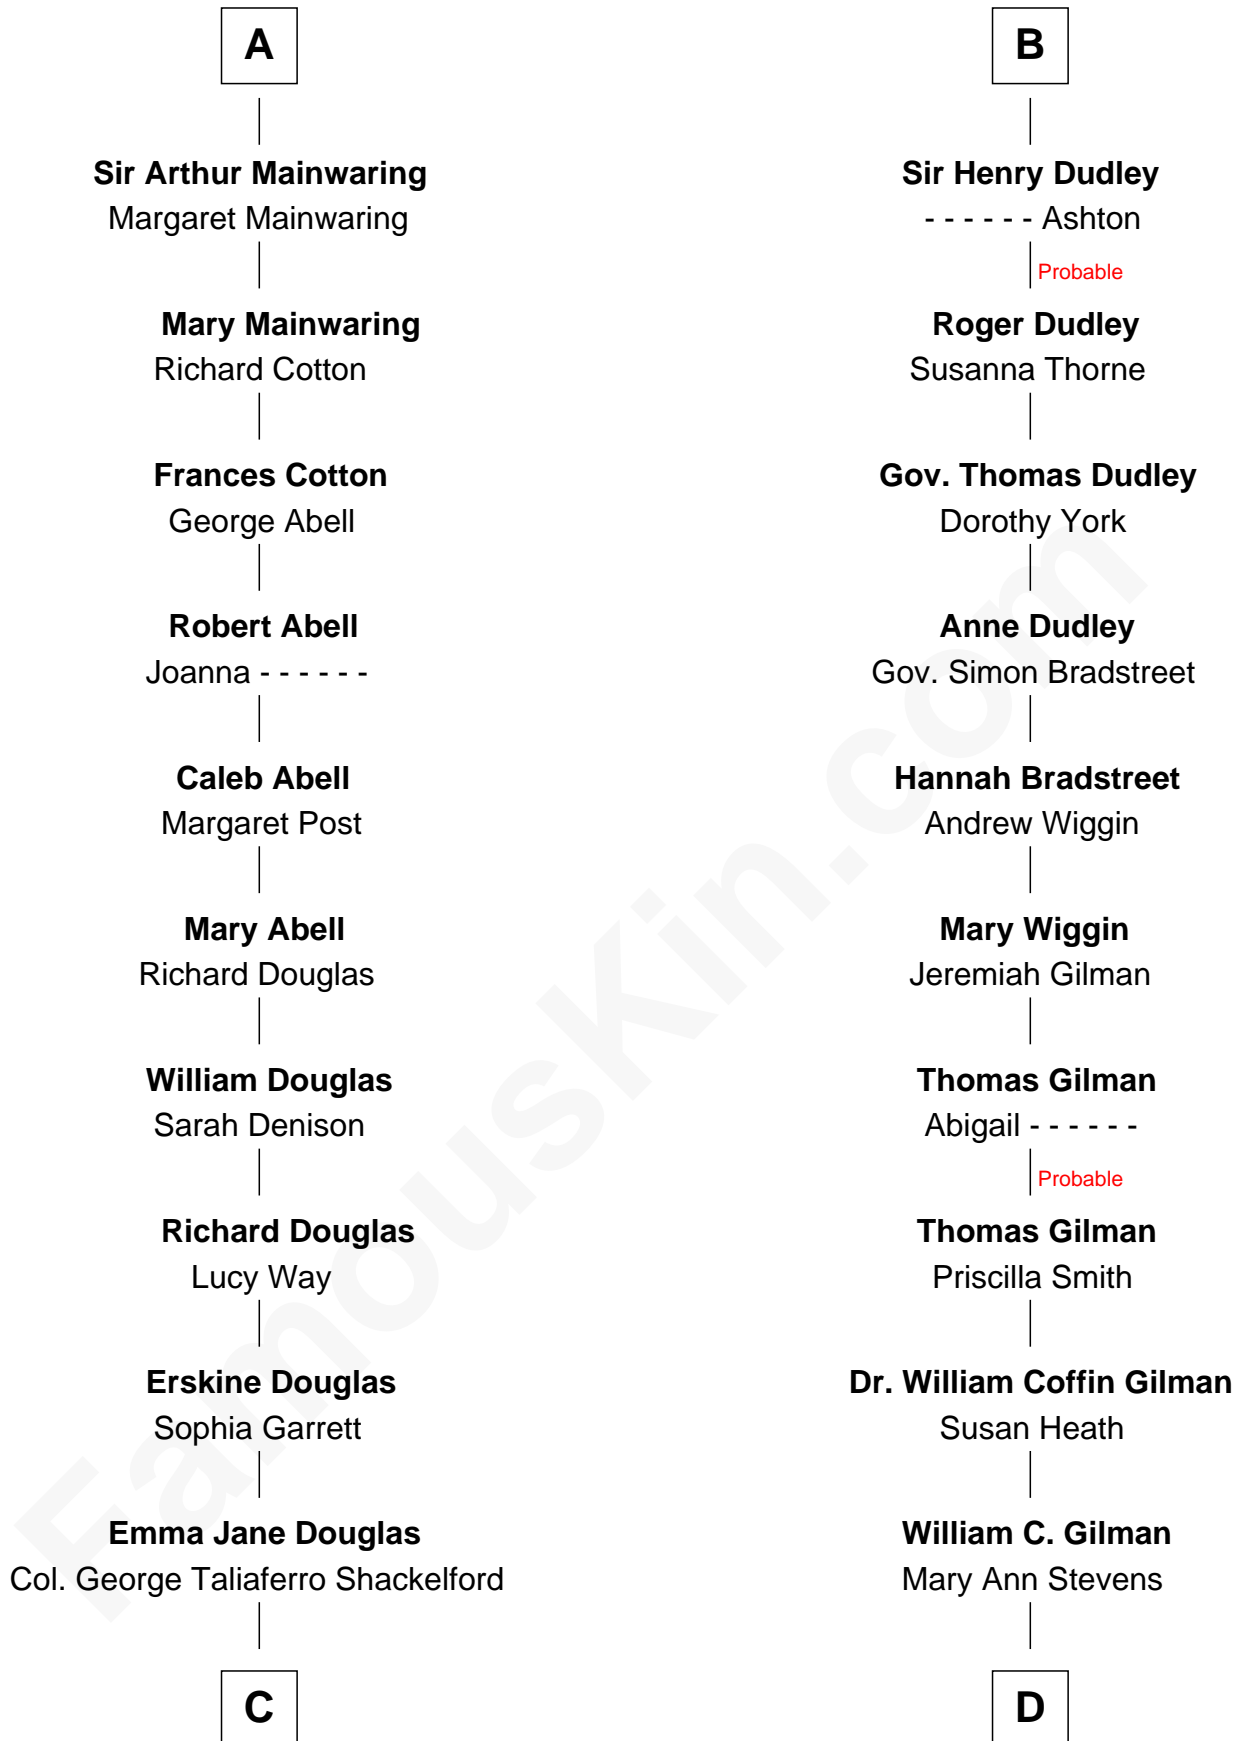 A
Sir Arthur Mainwaring
Margaret Mainwaring
Mary Mainwaring
Richard Cotton
Frances Cotton
George Abell
Robert Abell
Joanna - - - - - -
Caleb Abell
Margaret Post
Mary Abell
Richard Douglas
William Douglas
Sarah Denison
Richard Douglas
Lucy Way
Erskine Douglas
Sophia Garrett
Emma Jane Douglas
Col. George Taliaferro Shackelford
C
B
Sir Henry Dudley
- - - - - - Ashton
Probable
Roger Dudley
Susanna Thorne
Gov. Thomas Dudley
Dorothy York
Anne Dudley
Gov. Simon Bradstreet
Hannah Bradstreet
Andrew Wiggin
Mary Wiggin
Jeremiah Gilman
Thomas Gilman
Abigail - - - - - -
Probable
Thomas Gilman
Priscilla Smith
Dr. William Coffin Gilman
Susan Heath
William C. Gilman
Mary Ann Stevens
D
FamousKin.com